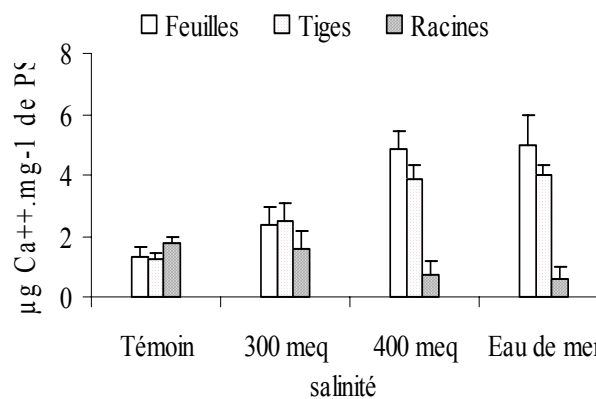 Feuilles Tiges Racines
µg Ca++.mg-1 de PS
8
6
4
2
0
Témoin 300 meq 400 meq Eau de mer
salinité